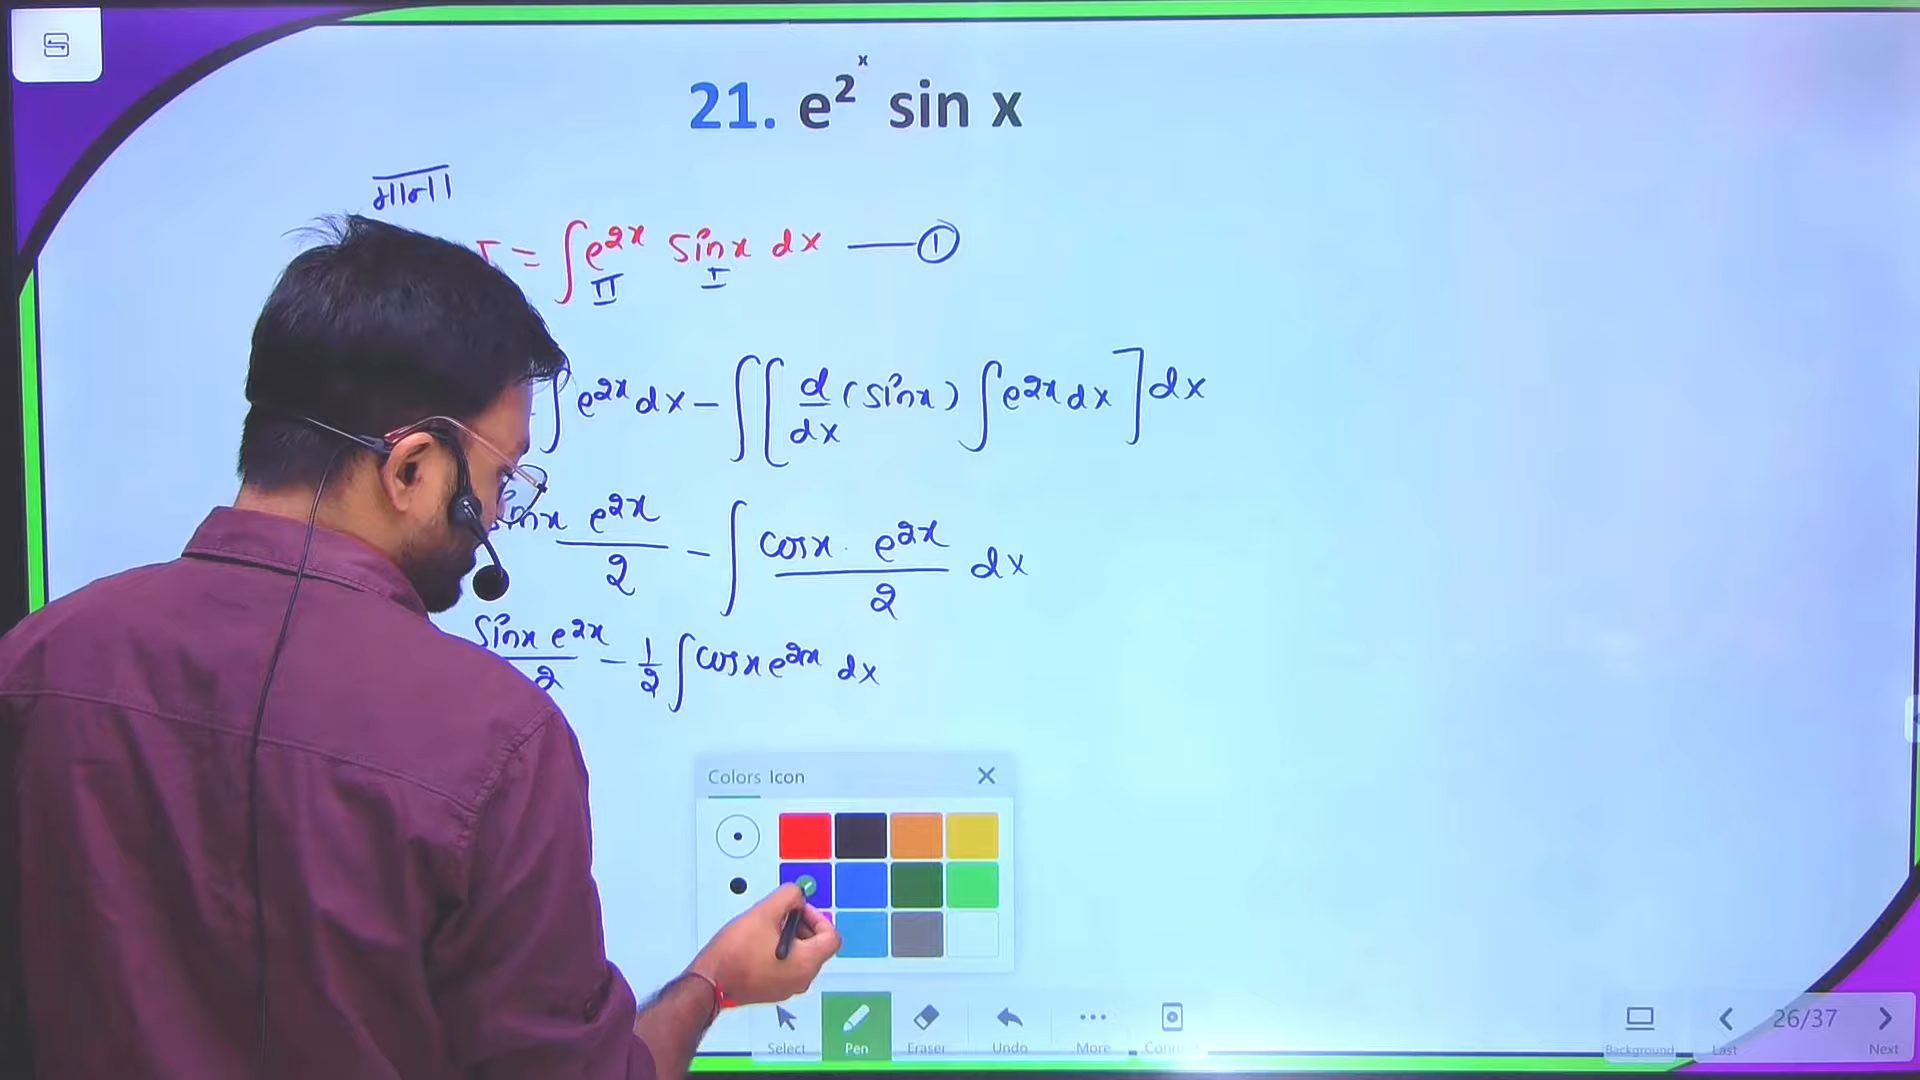 21. e^2^x sin x
माना
I = ∫ e^2x sin x dx —— ①
II I
∫ e^2x dx - ∫ [ d/dx (sin x) ∫ e^2x dx ] dx
sin x e^2x / 2 - ∫ cos x . e^2x / 2 dx
sin x e^2x / 2 - 1/2 ∫ cos x e^2x dx
Colors Icon
Select Pen Eraser Undo More
Background Last 26/37 Next